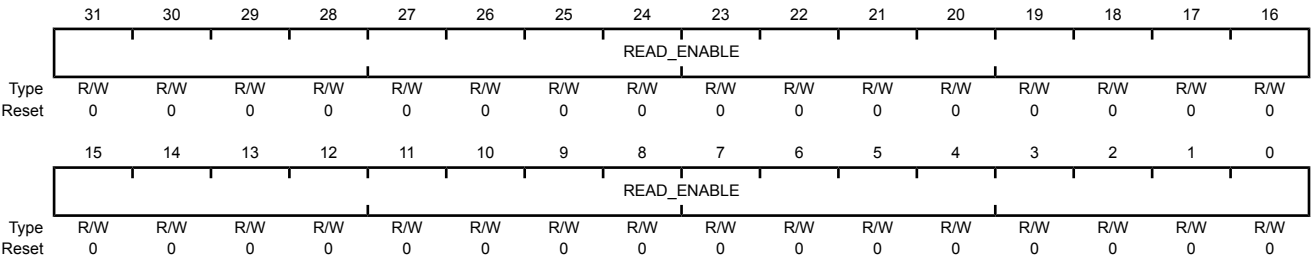 31 30 29 28 27 26 25 24 23 22 21 20 19 18 17 16
READ_ENABLE
Type R/W R/W R/W R/W R/W R/W R/W R/W R/W R/W R/W R/W R/W R/W R/W R/W
Reset 0 0 0 0 0 0 0 0 0 0 0 0 0 0 0 0
15 14 13 12 11 10 9 8 7 6 5 4 3 2 1 0
READ_ENABLE
Type R/W R/W R/W R/W R/W R/W R/W R/W R/W R/W R/W R/W R/W R/W R/W R/W
Reset 0 0 0 0 0 0 0 0 0 0 0 0 0 0 0 0